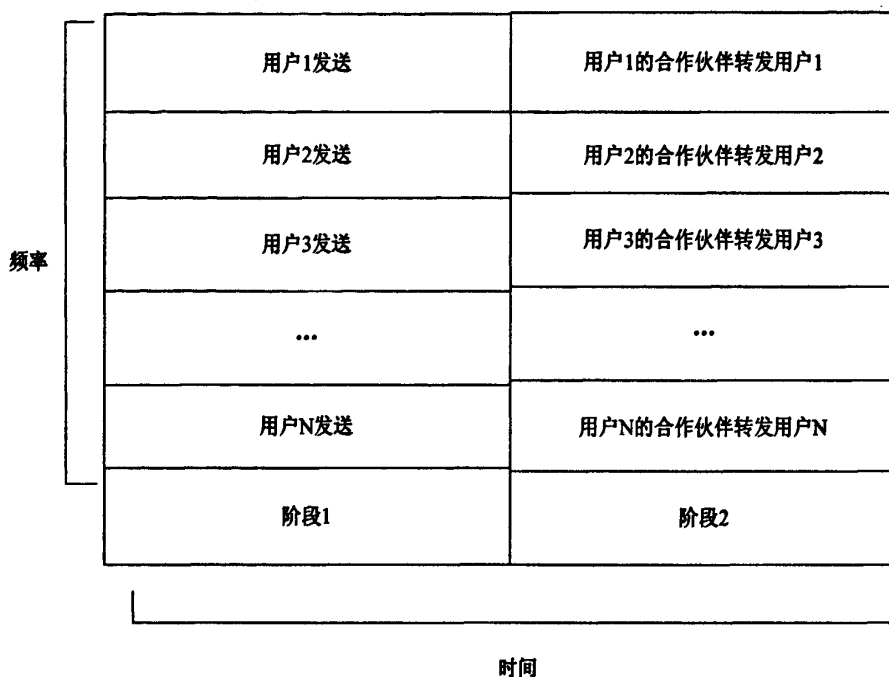 用户1发送
用户1的合作伙伴转发用户1
用户2发送
用户2的合作伙伴转发用户2
用户3发送
用户3的合作伙伴转发用户3
频率
...
...
用户N发送
用户N的合作伙伴转发用户N
阶段1
阶段2
时间